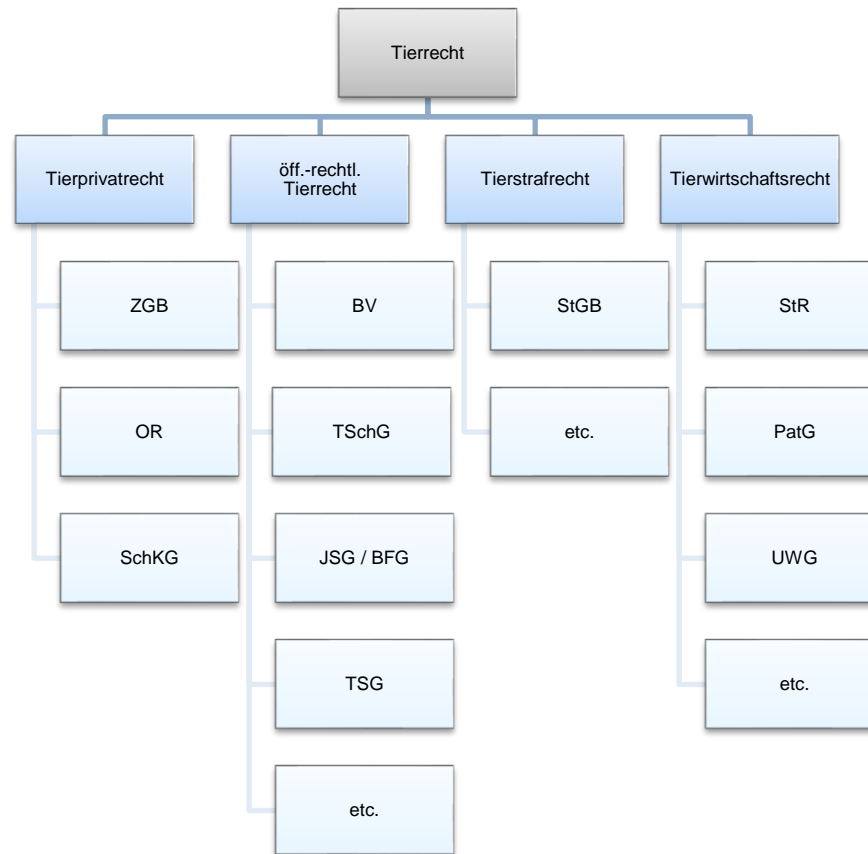 Tierrecht
Tierprivatrecht
öff.-rechtl.
Tierrecht
Tierstrafrecht
Tierwirtschaftsrecht
ZGB
BV
StGB
StR
OR
TSchG
etc.
PatG
SchKG
JSG / BFG
UWG
TSG
etc.
etc.